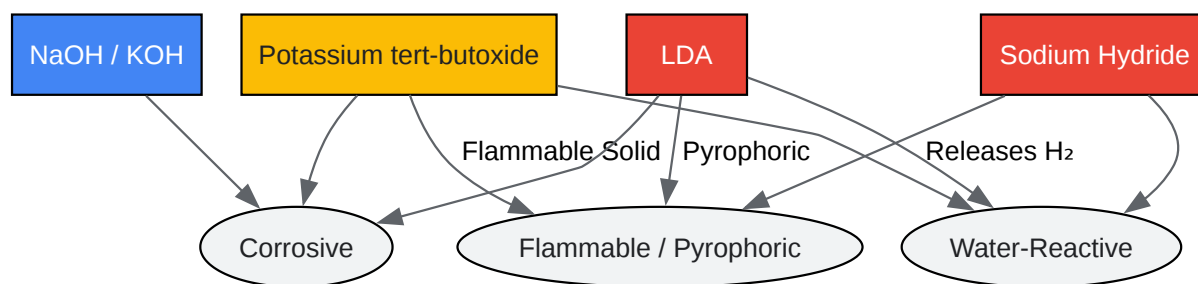 NaOH / KOH
Potassium tert-butoxide
LDA
Sodium Hydride
Flammable Solid
Pyrophoric
Releases H₂
Corrosive
Flammable / Pyrophoric
Water-Reactive